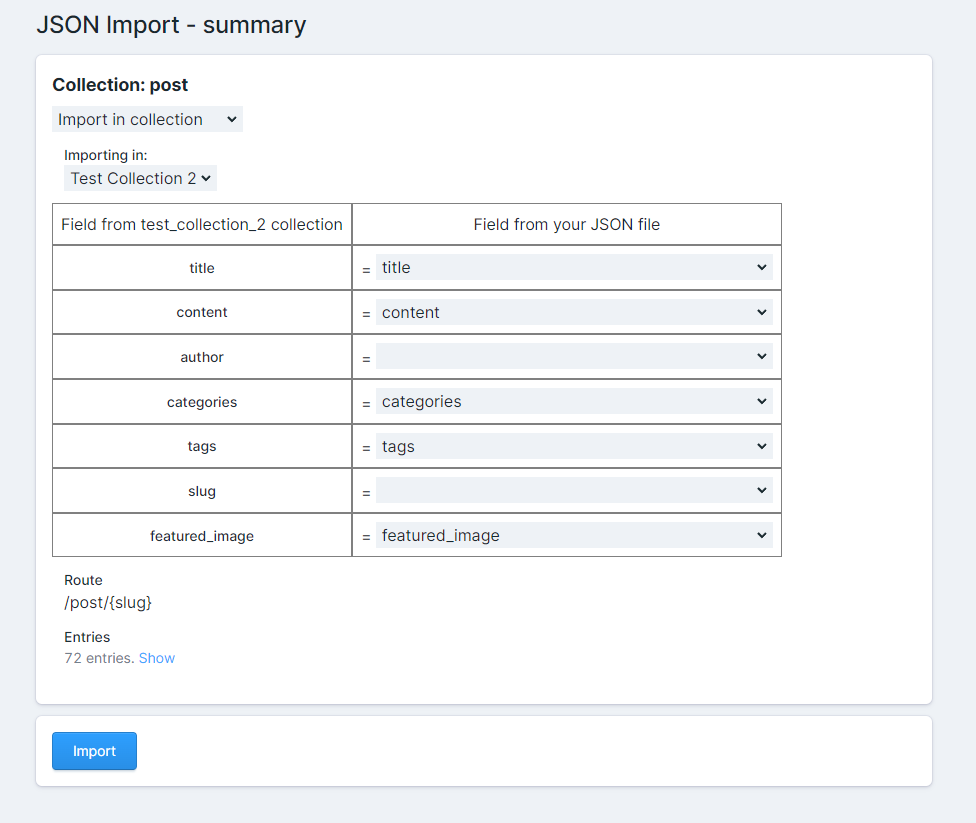 JSON Import - summary
Collection: post
Import in collection
Importing in:
Test Collection 2
Field from test_collection_2 collection Field from your JSON file
title = title
content = content
author =
categories = categories
tags = tags
slug =
featured_image = featured_image
Route
/post/{slug}
Entries
72 entries. Show
Import